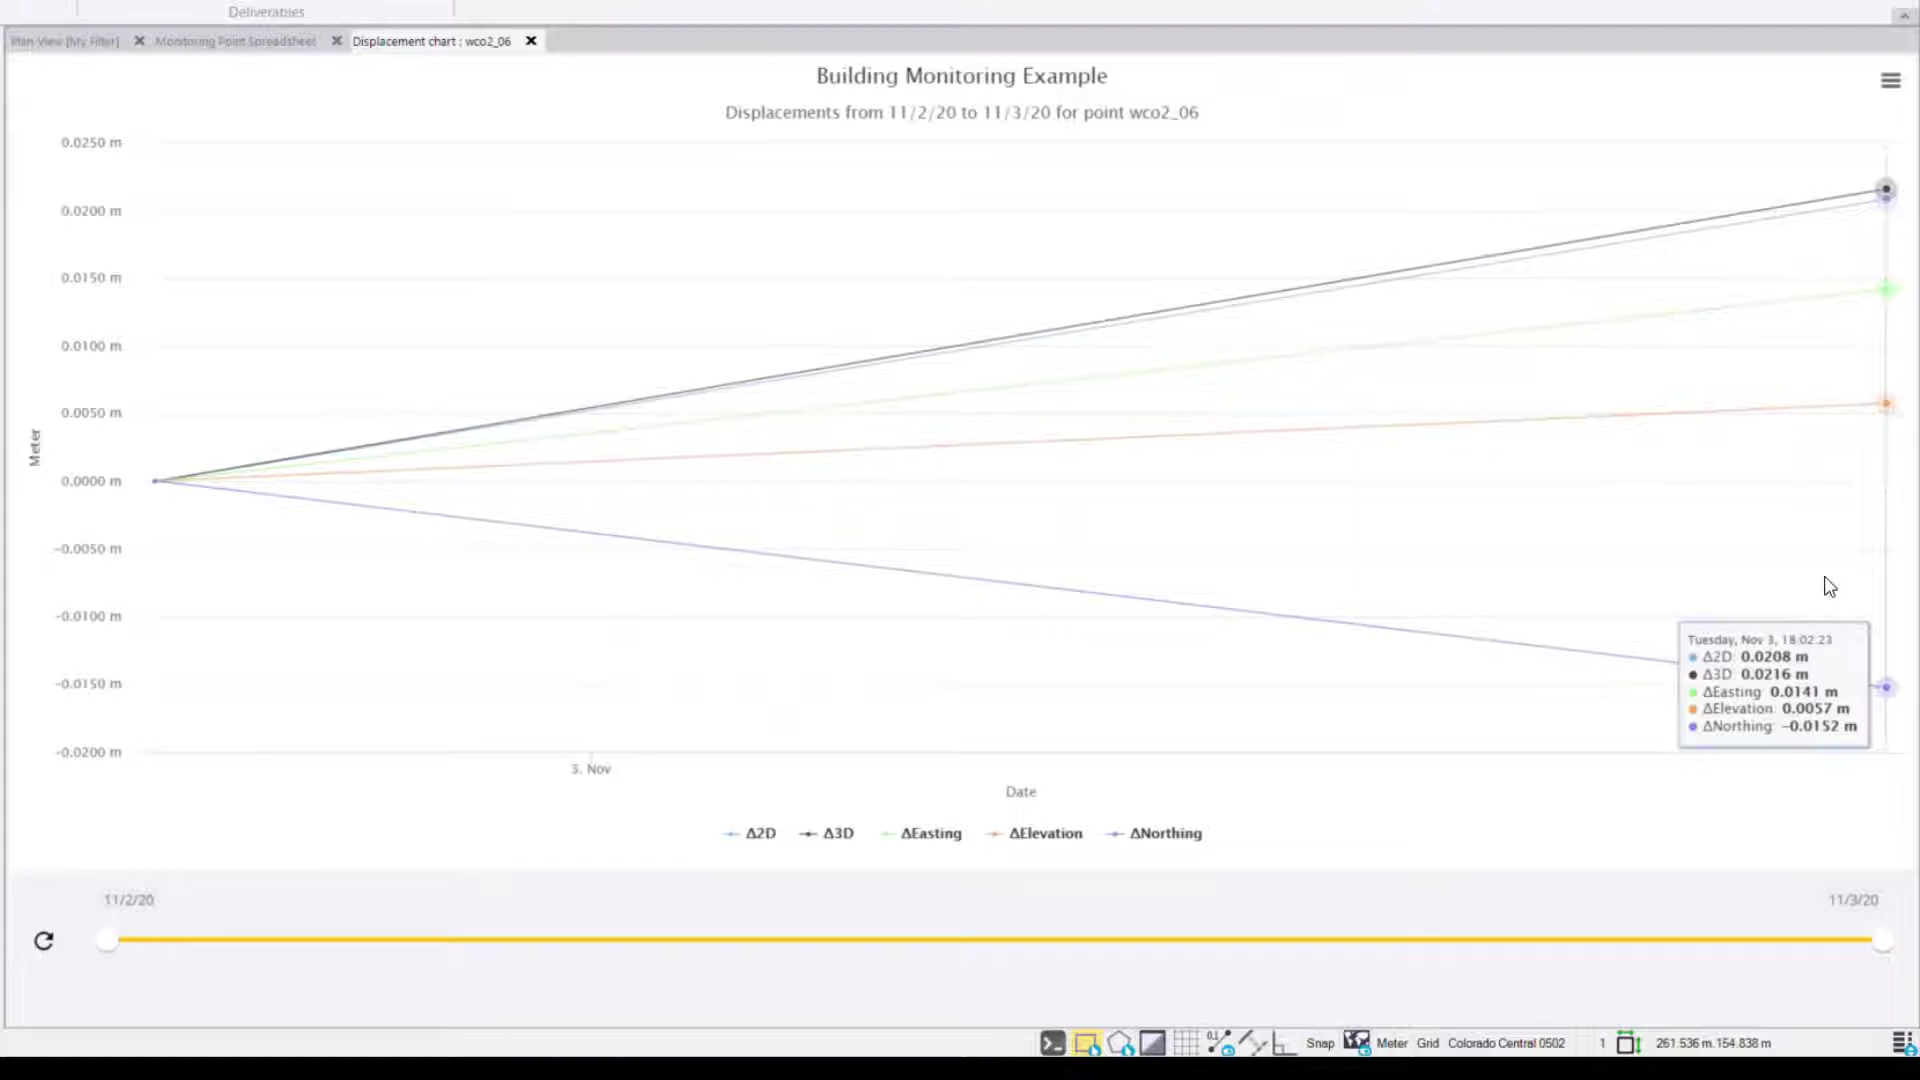 Deliverables
Plan View [My Filter] Monitoring Point Spreadsheet Displacement chart : wco2_06
Building Monitoring Example
Displacements from 11/2/20 to 11/3/20 for point wco2_06
0.0250 m
0.0200 m
0.0150 m
0.0100 m
0.0050 m
0.0000 m
-0.0050 m
-0.0100 m
-0.0150 m
-0.0200 m
Meter
Tuesday, Nov 3, 18:02:23
Δ2D: 0.0208 m
Δ3D: 0.0216 m
ΔEasting: 0.0141 m
ΔElevation: 0.0057 m
ΔNorthing: -0.0152 m
3. Nov
Date
Δ2D Δ3D ΔEasting ΔElevation ΔNorthing
11/2/20 11/3/20
0.1 Snap Meter Grid Colorado Central 0502 1 261.536 m.154.838 m